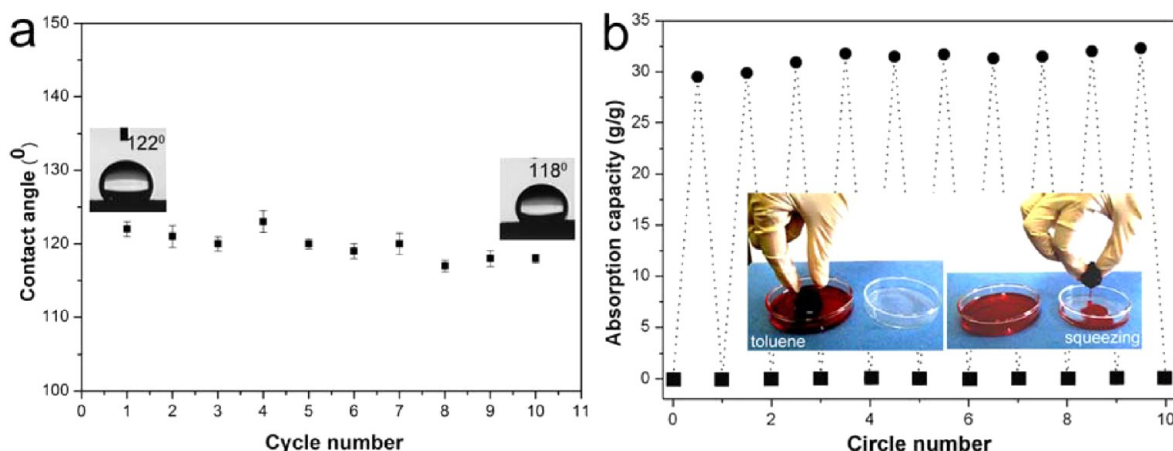 a
150
140
130
120
110
100
Contact angle (⁰)
122⁰
118⁰
0 1 2 3 4 5 6 7 8 9 10 11
Cycle number
b
35
30
25
20
15
10
5
0
Absorption capacity (g/g)
toluene
squeezing
0 2 4 6 8 10
Circle number